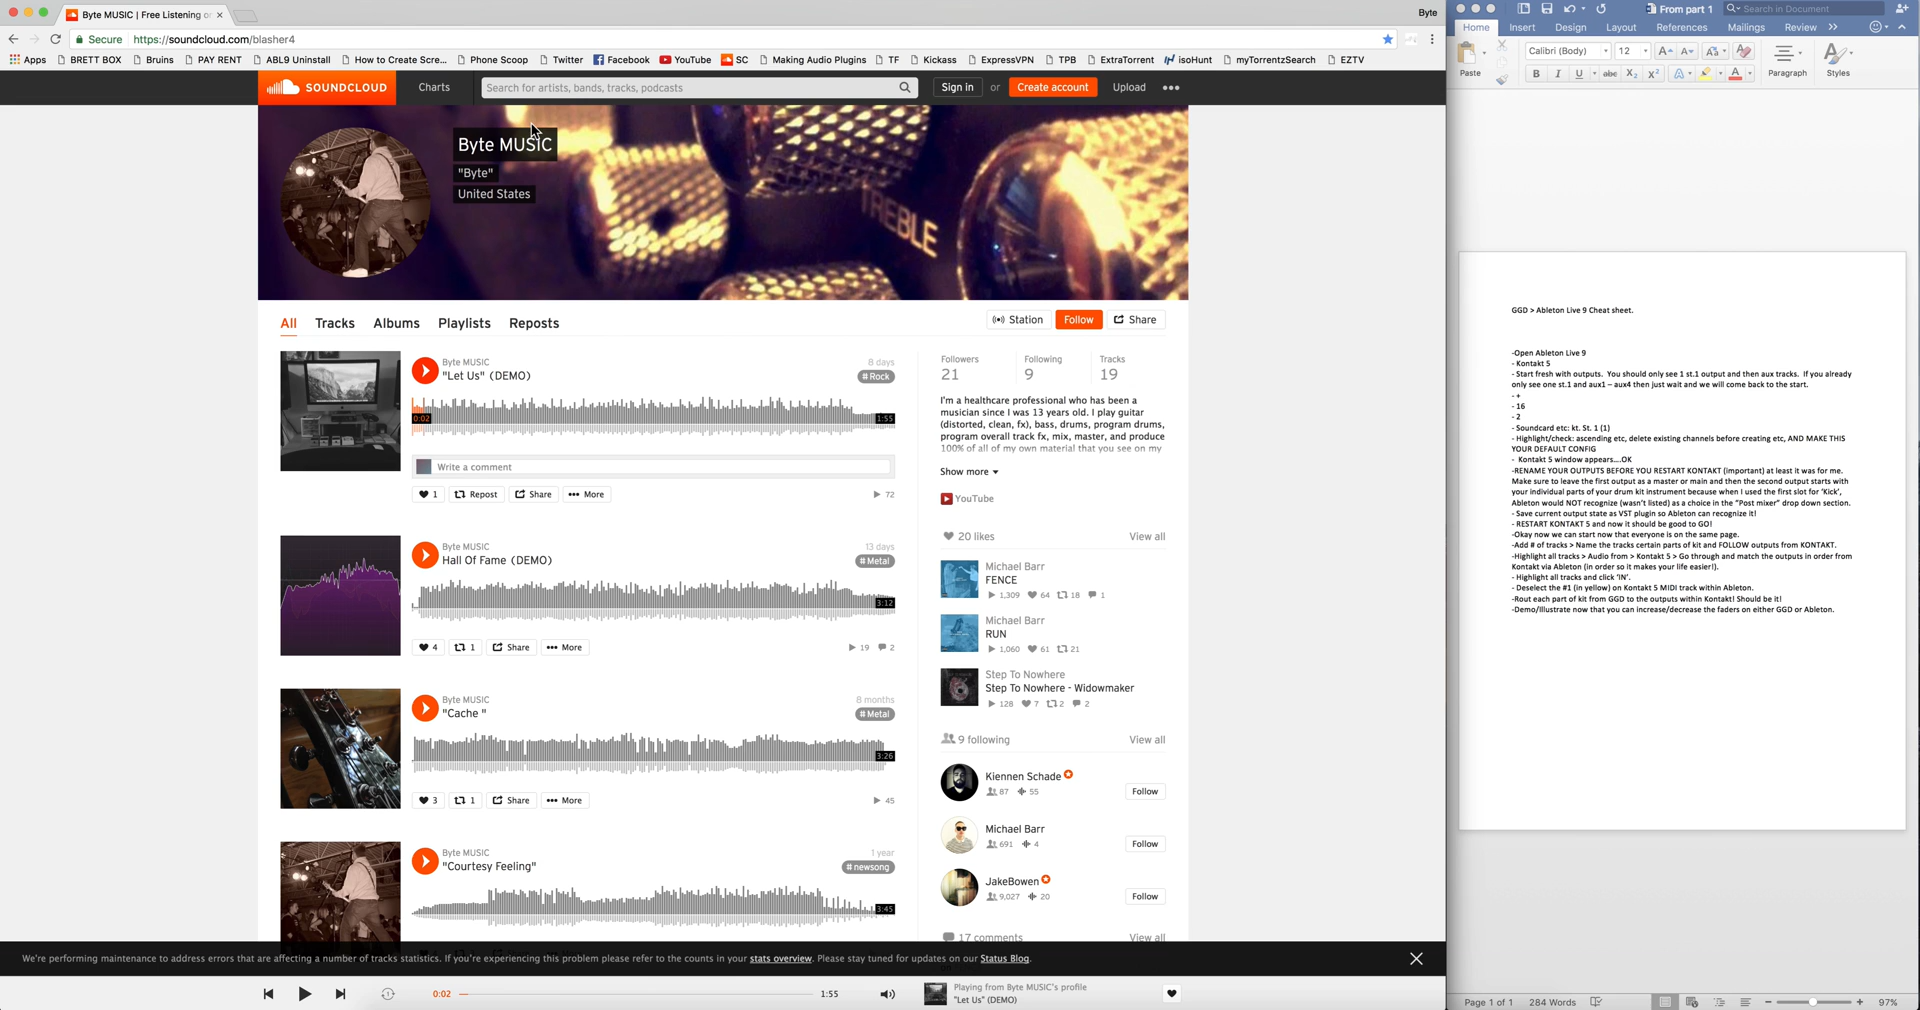 Byte MUSIC | Free Listening o
Byte
Secure https://soundcloud.com/blasher4
Apps BRETT BOX Bruins PAY RENT ABL9 Uninstall How to Create Scre... Phone Scoop Twitter Facebook YouTube SC Making Audio Plugins TF Kickass ExpressVPN TPB ExtraTorrent isoHunt myTorrentzSearch EZTV
SOUNDCLOUD Charts Search for artists, bands, tracks, podcasts Sign in or Create account Upload
Byte MUSIC
"Byte"
United States
TREBLE
All Tracks Albums Playlists Reposts Station Follow Share
Byte MUSIC 8 days
"Let Us" (DEMO) # Rock
0:02 1:55
Write a comment
1 Repost Share More 72
Byte MUSIC 13 days
Hall Of Fame (DEMO) # Metal
3:12
4 1 Share More 19 2
Byte MUSIC 8 months
"Cache " # Metal
3:26
3 1 Share More 45
Byte MUSIC 1 year
"Courtesy Feeling" # newsong
3:45
Followers Following Tracks
21 9 19
I'm a healthcare professional who has been a
musician since I was 13 years old. I play guitar
(distorted, clean, fx), bass, drums, program drums,
program overall track fx, mix, master, and produce
100% of all of my own material that you see on my
Show more
YouTube
20 likes View all
Michael Barr
FENCE
1,309 64 18 1
Michael Barr
RUN
1,060 61 21
Step To Nowhere
Step To Nowhere - Widowmaker
128 7 2 2
9 following View all
Kiennen Schade
87 55 Follow
Michael Barr
691 4 Follow
JakeBowen
9,027 20 Follow
17 comments View all
We're performing maintenance to address errors that are affecting a number of tracks statistics. If you're experiencing this problem please refer to the counts in your stats overview. Please stay tuned for updates on our Status Blog.
0:02 1:55
Playing from Byte MUSIC's profile
"Let Us" (DEMO)
From part 1 Search in Document
Home Insert Design Layout References Mailings Review
Paste Calibri (Body) 12 Paragraph Styles
B I U abc X2 X2 A A
GGD > Ableton Live 9 Cheat sheet.
-Open Ableton Live 9
- Kontakt 5
- Start fresh with outputs. You should only see 1 st.1 output and then aux tracks. If you already
only see one st.1 and aux1 – aux4 then just wait and we will come back to the start.
- +
- 16
- 2
- Soundcard etc: kt. St. 1 (1)
- Highlight/check: ascending etc, delete existing channels before creating etc, AND MAKE THIS
YOUR DEFAULT CONFIG
- Kontakt 5 window appears....OK
-RENAME YOUR OUTPUTS BEFORE YOU RESTART KONTAKT (important) at least it was for me.
Make sure to leave the first output as a master or main and then the second output starts with
your individual parts of your drum kit instrument because when I used the first slot for 'Kick',
Ableton would NOT recognize (wasn't listed) as a choice in the "Post mixer" drop down section.
- Save current output state as VST plugin so Ableton can recognize it!
- RESTART KONTAKT 5 and now it should be good to GO!
-Okay now we can start now that everyone is on the same page.
-Add # of tracks > Name the tracks certain parts of kit and FOLLOW outputs from KONTAKT.
-Highlight all tracks > Audio from > Kontakt 5 > Go through and match the outputs in order from
Kontakt via Ableton (in order so it makes your life easier!).
- Highlight all tracks and click 'IN'.
- Deselect the #1 (in yellow) on Kontakt 5 MIDI track within Ableton.
-Rout each part of kit from GGD to the outputs within Kontakt! Should be it!
-Demo/Illustrate now that you can increase/decrease the faders on either GGD or Ableton.
Page 1 of 1 284 Words 97%